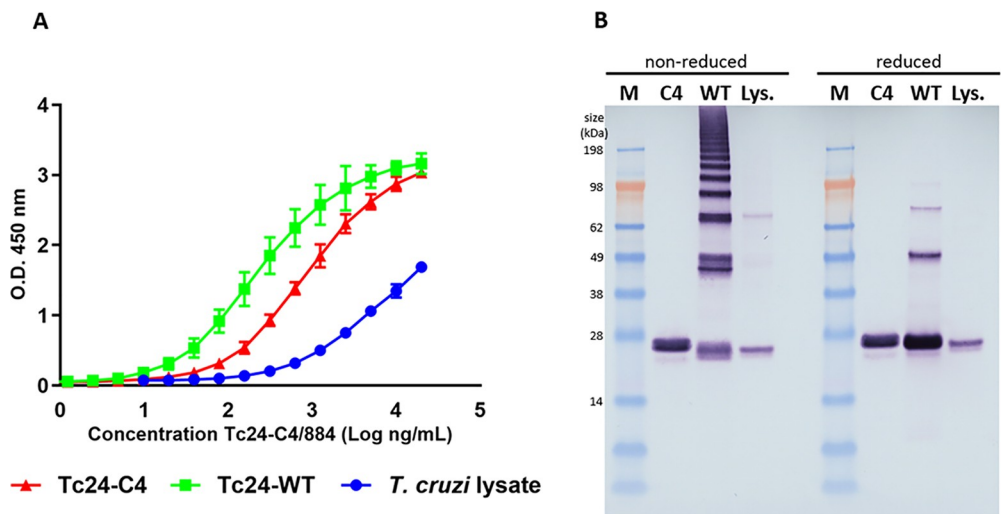 A
4
3
2
1
0
O.D. 450 nm
0 1 2 3 4 5
Concentration Tc24-C4/884 (Log ng/mL)
Tc24-C4 Tc24-WT T. cruzi lysate
B
non-reduced reduced
M C4 WT Lys. M C4 WT Lys.
size
(kDa)
198
98
62
49
38
28
14